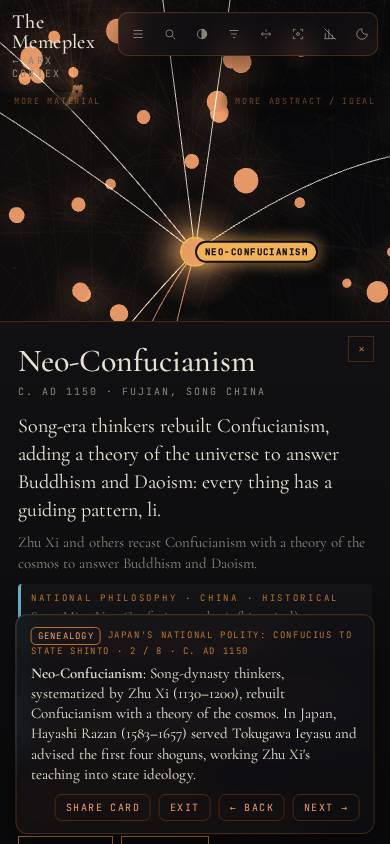 The
Memeplex
← ARX
CODEX
MORE MATERIAL
MORE ABSTRACT / IDEAL
NEO-CONFUCIANISM
Neo-Confucianism
×
C. AD 1150 · FUJIAN, SONG CHINA
Song-era thinkers rebuilt Confucianism,
adding a theory of the universe to answer
Buddhism and Daoism: every thing has a
guiding pattern, li.
Zhu Xi and others recast Confucianism with a theory of the
cosmos to answer Buddhism and Daoism.
NATIONAL PHILOSOPHY · CHINA · HISTORICAL
GENEALOGY JAPAN'S NATIONAL POLITY: CONFUCIUS TO
STATE SHINTO · 2 / 8 · C. AD 1150
Neo-Confucianism: Song-dynasty thinkers,
systematized by Zhu Xi (1130–1200), rebuilt
Confucianism with a theory of the cosmos. In Japan,
Hayashi Razan (1583–1657) served Tokugawa Ieyasu and
advised the first four shoguns, working Zhu Xi's
teaching into state ideology.
SHARE CARD
EXIT
← BACK
NEXT →